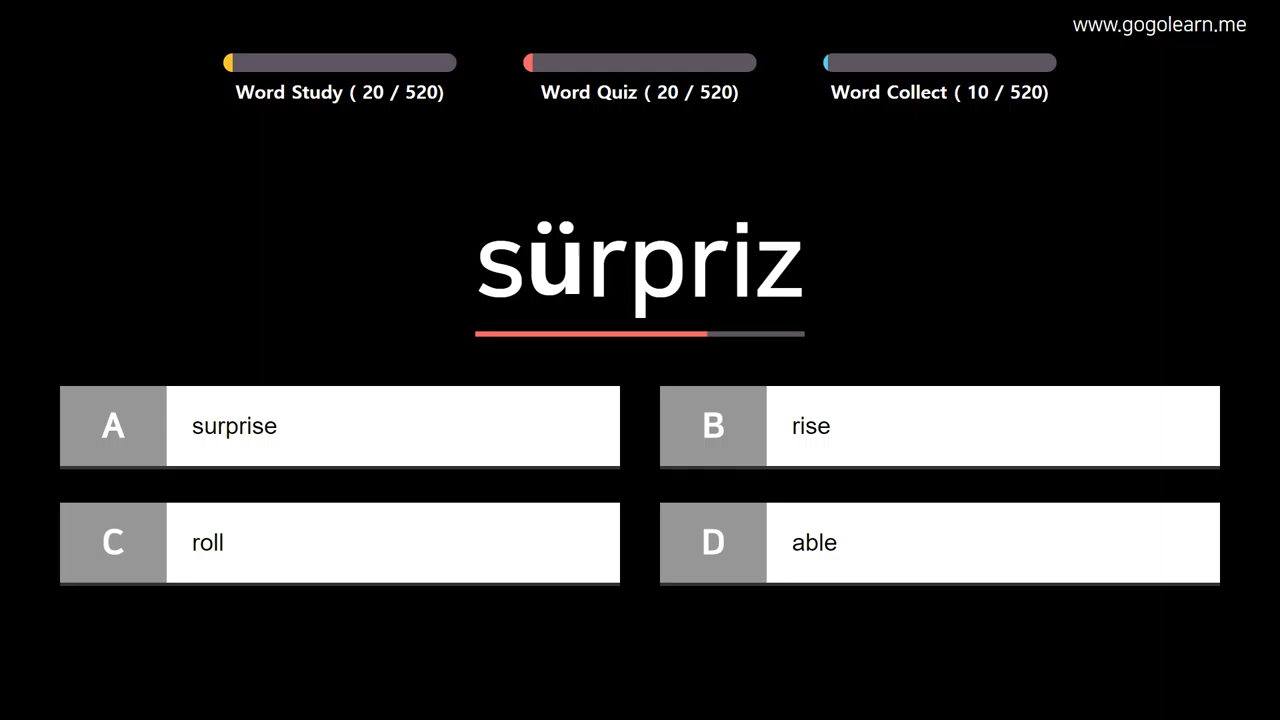 www.gogolearn.me
Word Study ( 20 / 520)
Word Quiz ( 20 / 520)
Word Collect ( 10 / 520)
sürpriz
A surprise
B rise
C roll
D able